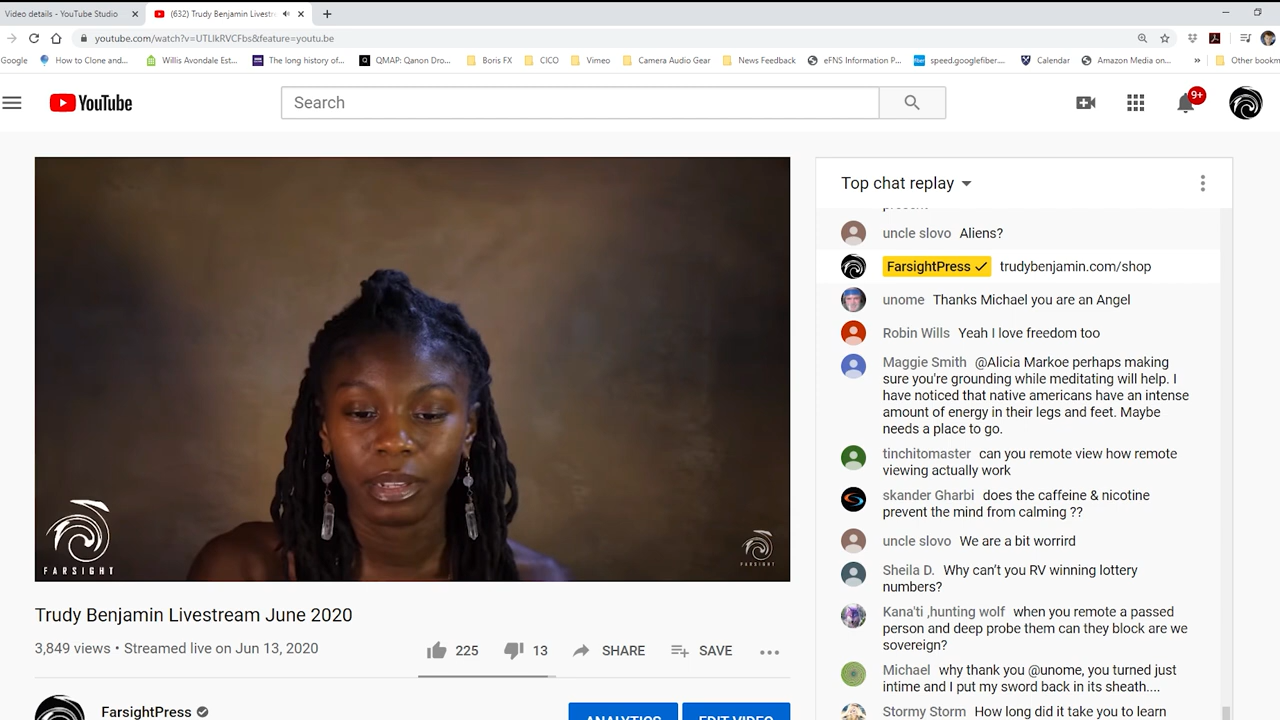 Video details - YouTube Studio
(632) Trudy Benjamin Livestre
youtube.com/watch?v=UTLIkRVCFbs&feature=youtu.be
Google
How to Clone and...
Willis Avondale Est...
The long history of...
QMAP: Qanon Dro...
Boris FX
CICO
Vimeo
Camera Audio Gear
News Feedback
eFNS Information P...
speed.googlefiber....
Calendar
Amazon Media on...
»
Other bookm
YouTube
Search
9+
FARSIGHT
FARSIGHT
Trudy Benjamin Livestream June 2020
3,849 views • Streamed live on Jun 13, 2020
225
13
SHARE
SAVE
FarsightPress
ANALYTICS
EDIT VIDEO
Top chat replay
present
uncle slovo Aliens?
FarsightPress trudybenjamin.com/shop
unome Thanks Michael you are an Angel
Robin Wills Yeah I love freedom too
Maggie Smith @Alicia Markoe perhaps making
sure you're grounding while meditating will help. I
have noticed that native americans have an intense
amount of energy in their legs and feet. Maybe
needs a place to go.
tinchitomaster can you remote view how remote
viewing actually work
skander Gharbi does the caffeine & nicotine
prevent the mind from calming ??
uncle slovo We are a bit worrird
Sheila D. Why can't you RV winning lottery
numbers?
Kana'ti ,hunting wolf when you remote a passed
person and deep probe them can they block are we
sovereign?
Michael why thank you @unome, you turned just
intime and I put my sword back in its sheath....
Stormy Storm How long did it take you to learn